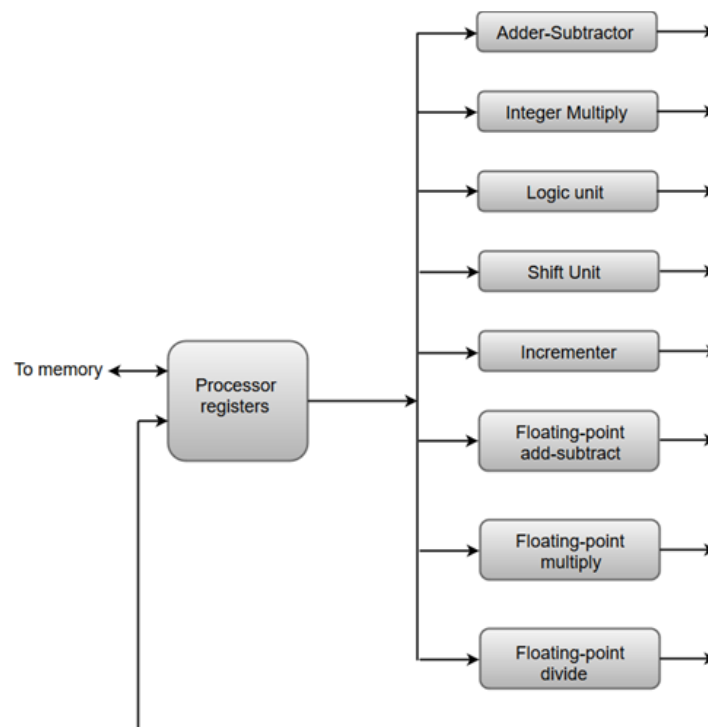 Adder-Subtractor
Integer Multiply
Logic unit
Shift Unit
Incrementer
To memory
Processor
registers
Floating-point
add-subtract
Floating-point
multiply
Floating-point
divide